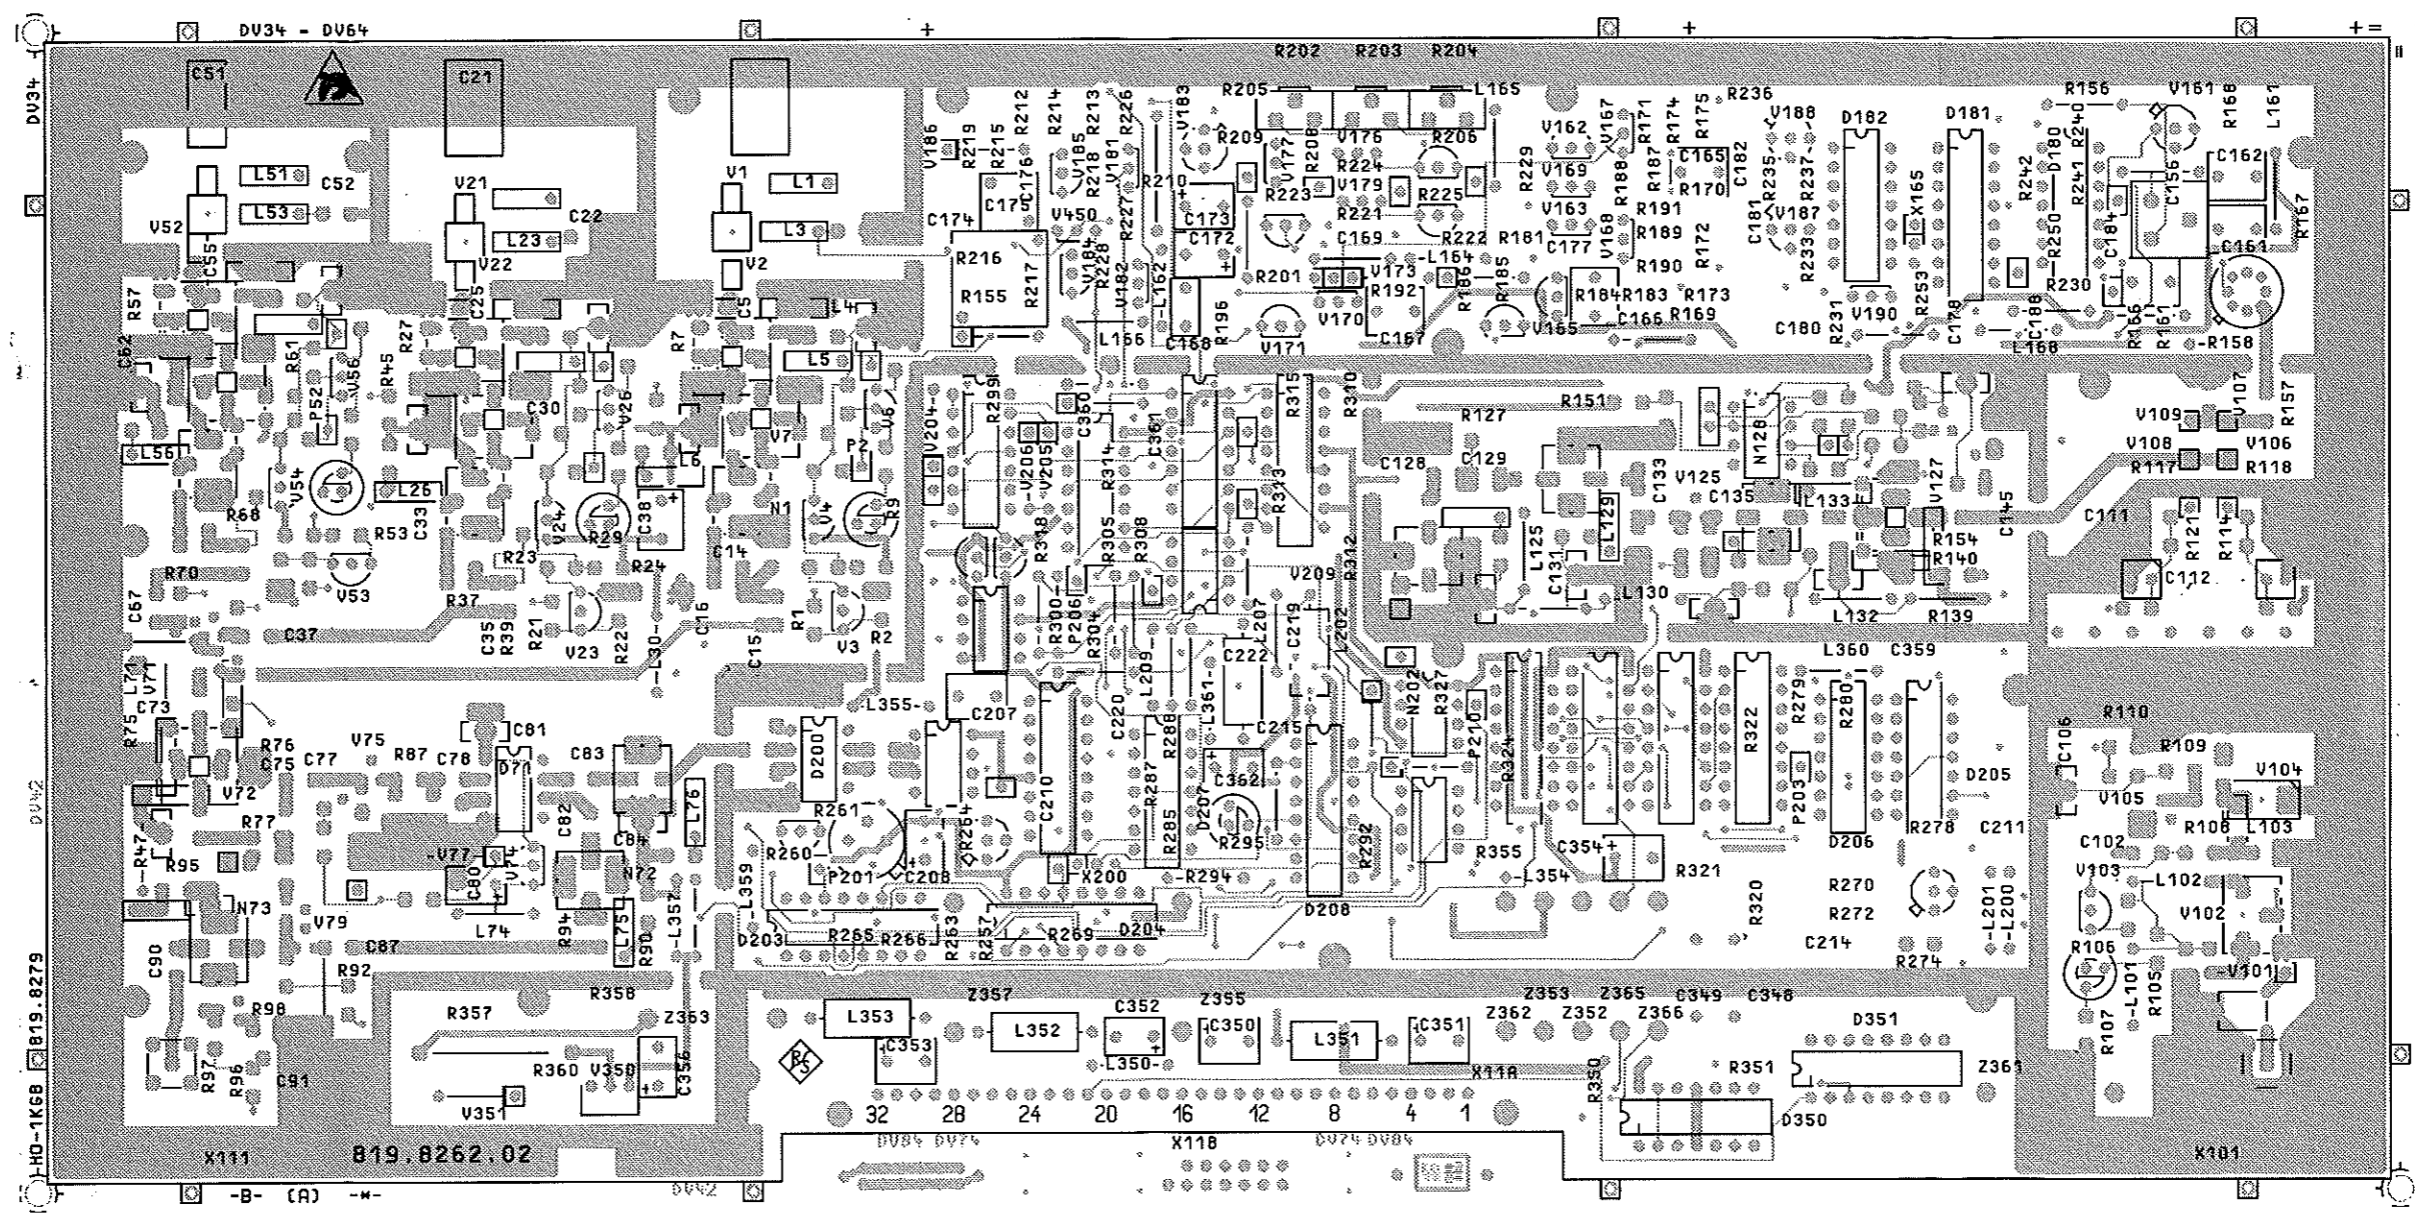 DV34 - DV64
+
+
+ =
=
R202 R203 R204
C51 C21
DV34
R205 L165 R236 R156 V161
V183 R212 R214 R213 R226 V167 R171 R174 R175 V188 D182 D181 R240 R168 L161
V186 R219 R215 V185 R218 V181 R209 V177 R208 V176 R206 V162
R224 R229 V169 R188 R187 C165 R170 C182 R235 R237 R242 D180 R241 C156 C162
L51 C52 V21 V1 L1 C176 R210 V179 R225
L53 C22 C175 C173 R223 R221 V163 R191 X165 R167
V52 L23 L3 C174 V450 R227 C172 C169 R222 R181 C177 V168 R189 R172 C181 V187 R233 R250 C184 C161
C55 V22 V2 R216 R217 V184 R228 V182 L162 R201 V173 L164 R186 R185 R190
R57 C25 C5 L4 R155 R196 R192 R184 R183 R173 R230
V170 V165 C166 R169 C180 R231 V190 R253 C178 C188 R166 R161
C62 R61 V56 R45 R27 R7 L5 L166 C168 V171 C167 L168 R158
P52 C30 V26 V6 V204 R299 C360 C361 R315 R310 R127 R151 V109 V107 R157
L56 V7 P2 L6 V206 V205 R314 R313 C128 C129 C133 V125 N128 V127 V108 V106
R117 R118
V54 L26 C135 L133 C145
R68 R53 C33 V24 R29 C38 N1 V4 R9 R318 R305 R308 R312 L125 L129 C111 R121 R114
R23 R24 C14 C131 R154 R140
R70 V53 V209 C112
C67 R37 R300 P206 R304 L207 C219 L202 L130 L132 R139
C37 C35 R39 R21 V23 R22 L30 C16 C15 R1 V3 R2
L71 V71 L209 C222 L360 C359
C73 L355 C207 C220 L361 N202 R327 R279 R280
R75 R76 C75 C77 V75 R87 C78 C81 C83 D200 R288 C215 P210 R324 R322 C106 R110 R109
D71 V72 L76 C210 R287 C362 P203 D205 V104
R77 C82 C84 R261 R264 D207 R285 R295 R292 V105
R47 R95 V77 C80 N72 R260 P201 C208 X200 R294 R355 C354 L354 R321 D206 R278 C211 R108 L103
C102 V103 L102 V102
N73 V79 L74 R94 L75 R90 L357 L359 D203 R265 R266 R263 R257 R269 D204 D208 R320 R270 R272 C214 R274 L201 L200
C90 C87 R92 R106 L101 R105 V101
R98 R357 R358 Z363 Z357 C352 Z355 Z353 Z365 C349 C348
L353 L352 C350 L351 C351 Z362 Z352 Z366 D351 R107
C353 L350
R97 R96 C91 R360 V350 C356 X11A R350 R351 Z361
V351 D350
32 28 24 20 16 12 8 4 1
DV84 DV74 X11B DV74 DV84
X111 819.8262.02 X101
-B- (A) -*- DV42
DV42
HO-1KGB 819.8279